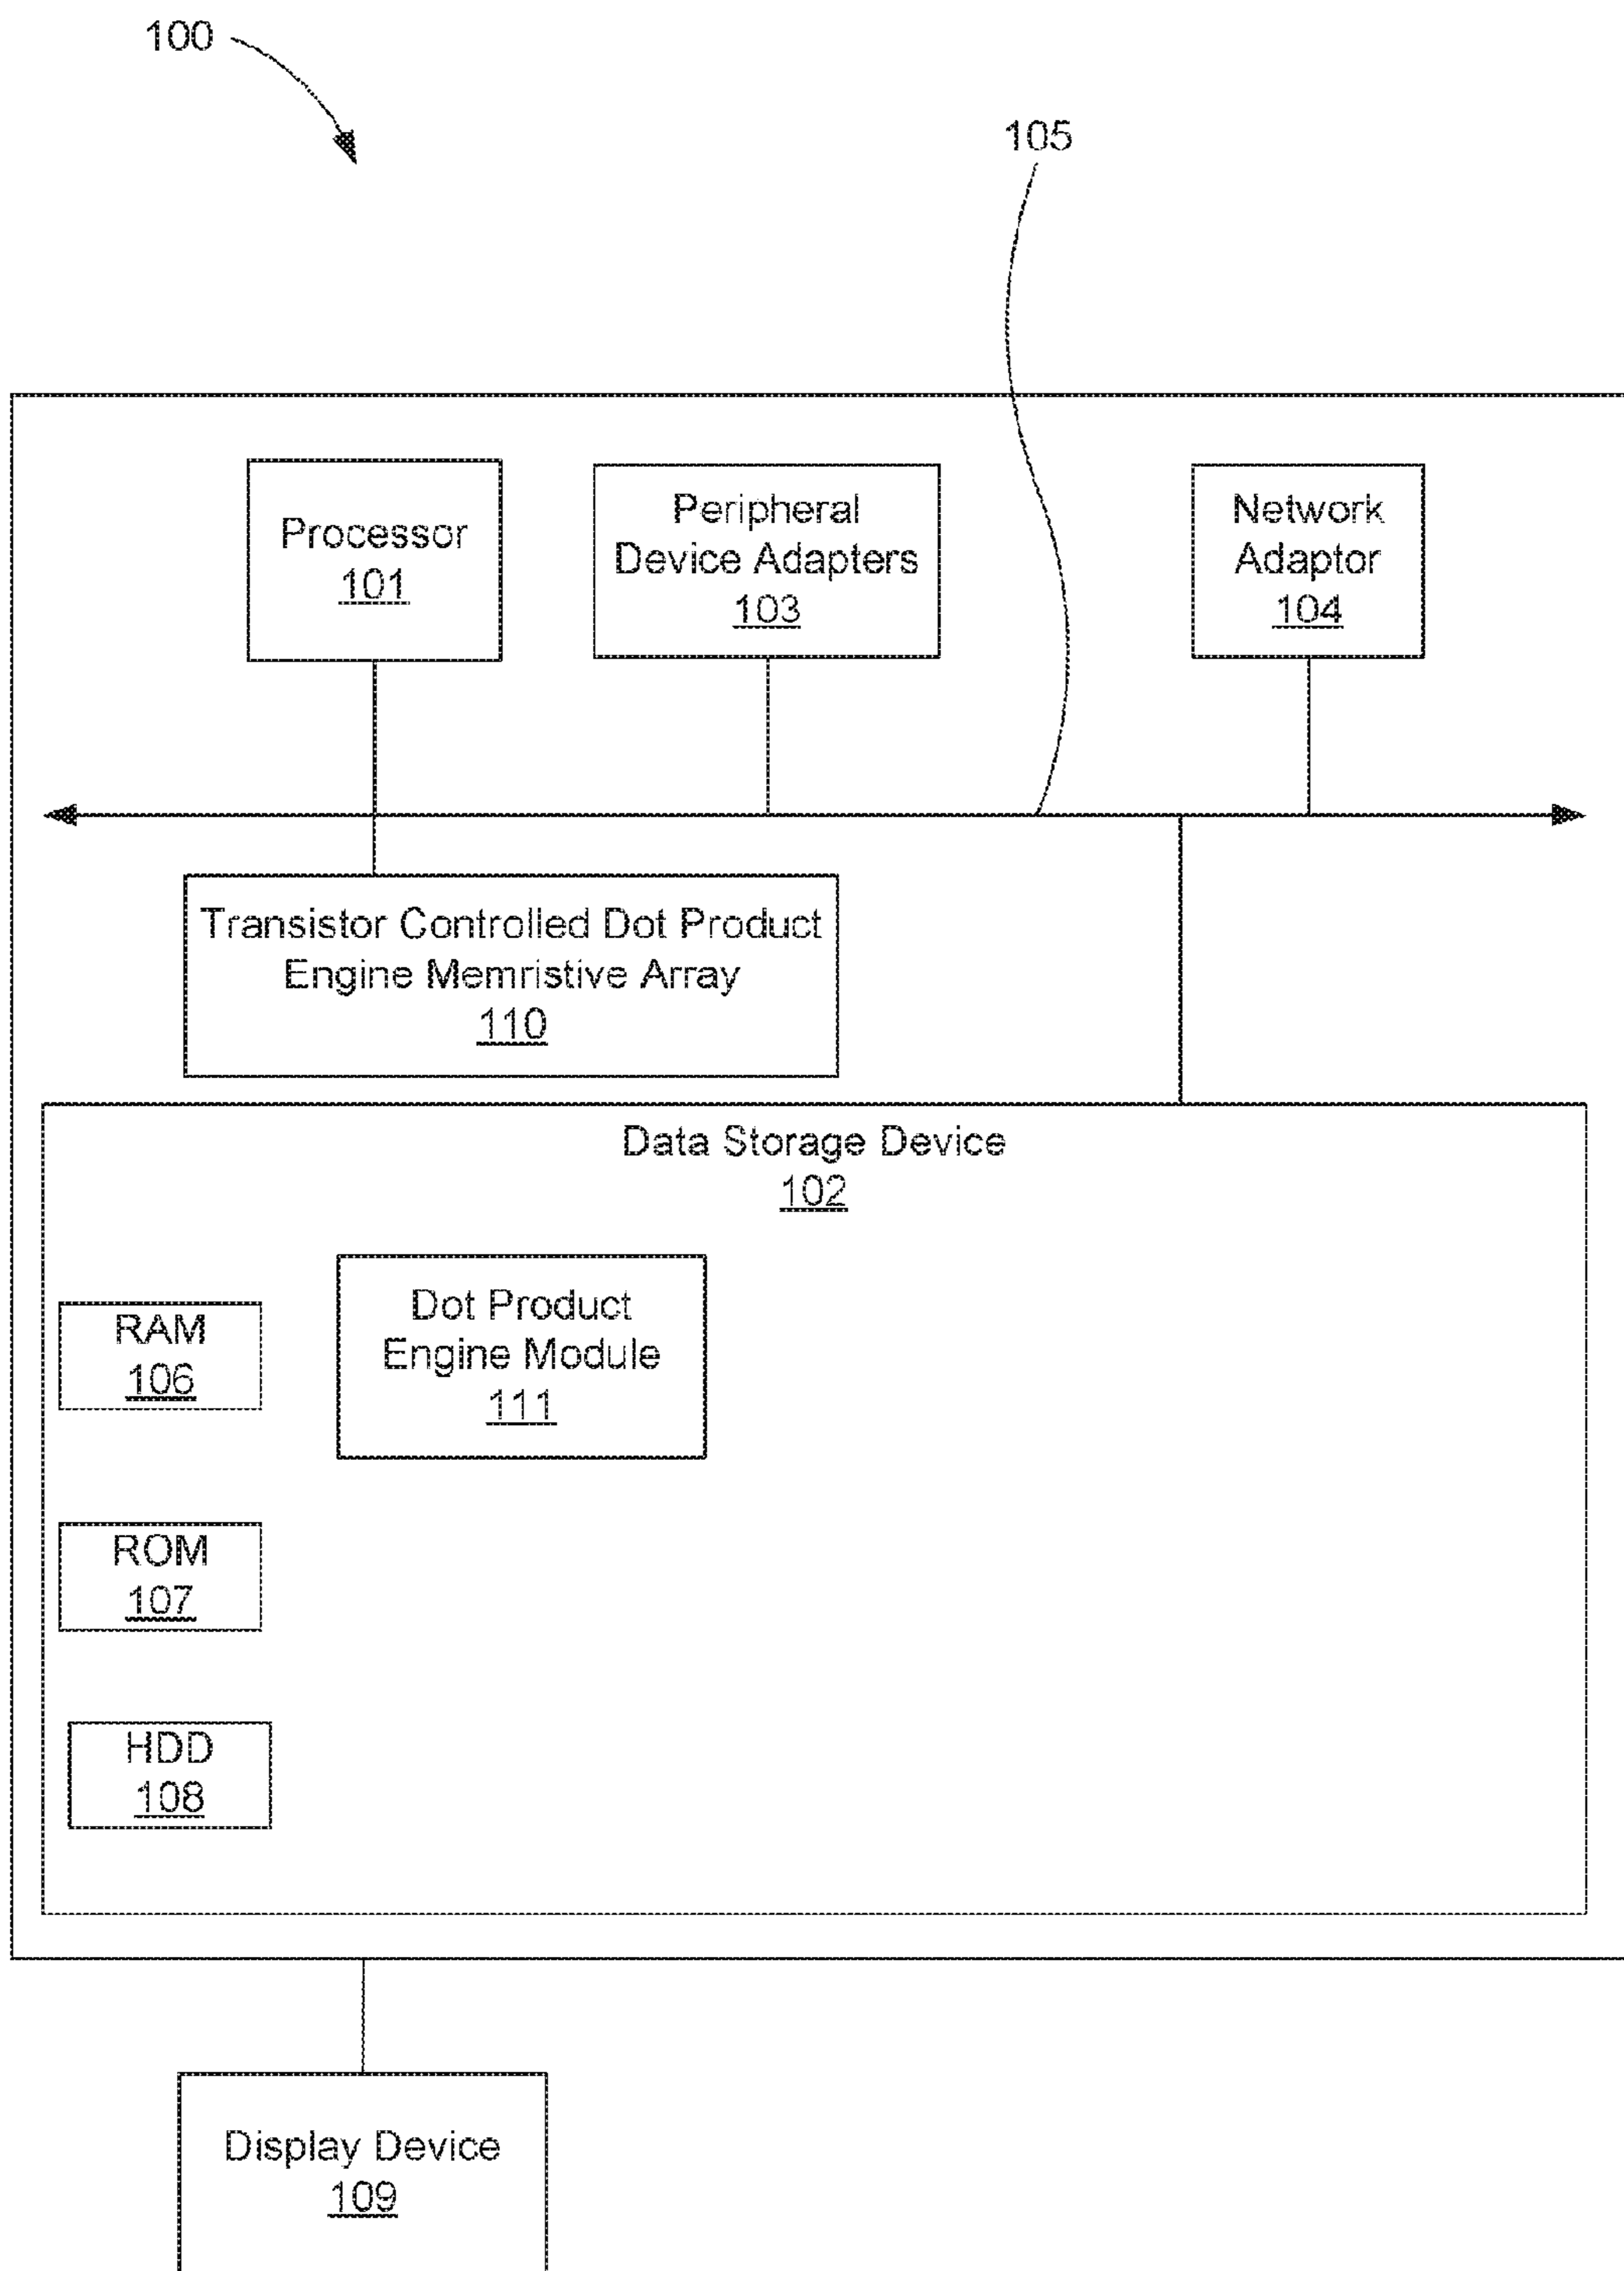 100
105
Processor
101
Peripheral
Device Adapters
103
Network
Adaptor
104
Transistor Controlled Dot Product
Engine Memristive Array
110
Data Storage Device
102
Dot Product
Engine Module
111
RAM
106
ROM
107
HDD
108
Display Device
109